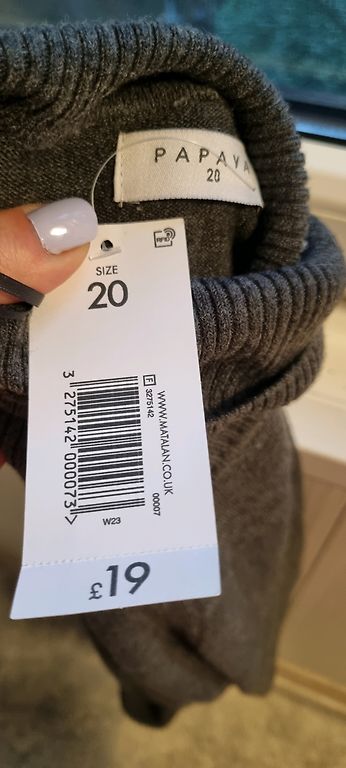 PAPAYA
20
RFID
SIZE
20
3 275142 000073>
F 3275142
WWW.MATALAN.CO.UK
00007
W23
£19